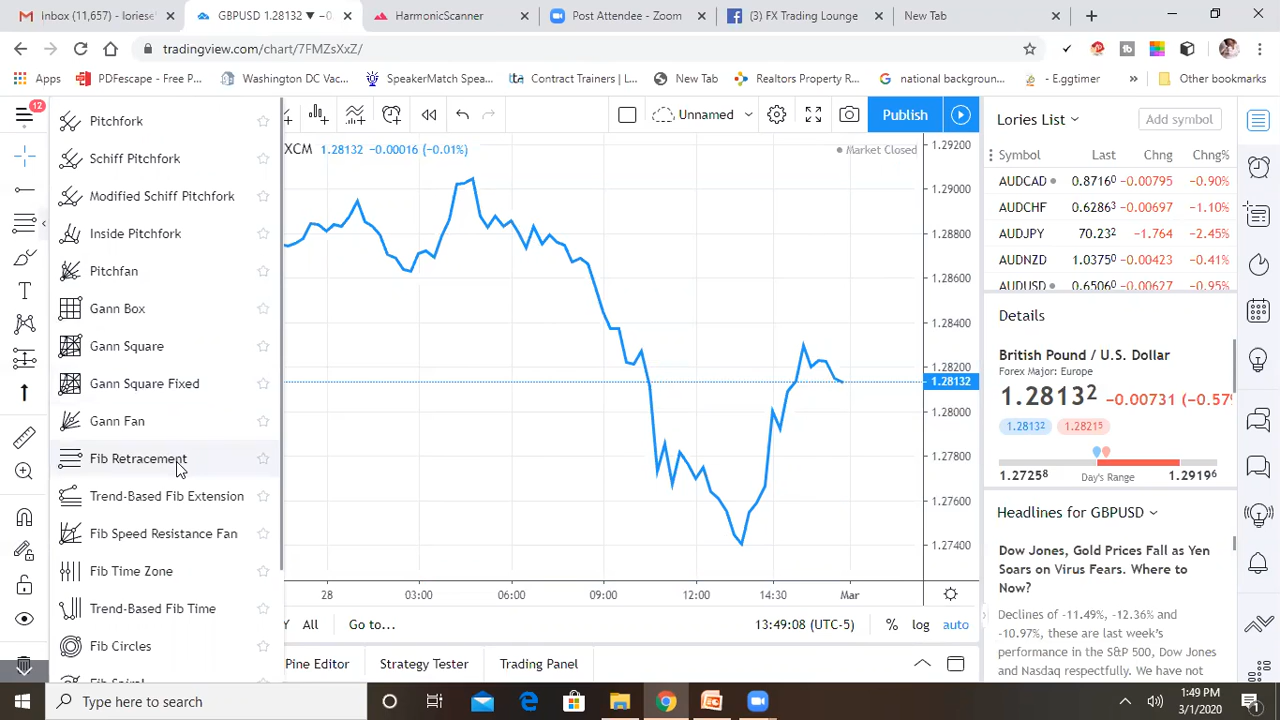 Inbox (11,657) - loriese
GBPUSD 1.28132 ▼ −0
HarmonicScanner
Post Attendee - Zoom
(3) FX Trading Lounge
New Tab
tradingview.com/chart/7FMZsXxZ/
Apps
PDFescape - Free P...
Washington DC Vac...
SpeakerMatch Spea...
Contract Trainers | L...
New Tab
Realtors Property R...
national backgroun...
- E.ggtimer
»
Other bookmarks
12
Pitchfork
Schiff Pitchfork
Modified Schiff Pitchfork
Inside Pitchfork
Pitchfan
Gann Box
Gann Square
Gann Square Fixed
Gann Fan
Fib Retracement
Trend-Based Fib Extension
Fib Speed Resistance Fan
Fib Time Zone
Trend-Based Fib Time
Fib Circles
Unnamed
Publish
XCM 1.28132 −0.00016 (−0.01%)
Market Closed
1.29200
1.29000
1.28800
1.28600
1.28400
1.28200
1.28132
1.28000
1.27800
1.27600
1.27400
28 03:00 06:00 09:00 12:00 14:30 Mar
Y All Go to...
13:49:08 (UTC-5) % log auto
Pine Editor Strategy Tester Trading Panel
Lories List
Add symbol
Symbol Last Chng Chng%
AUDCAD 0.8716⁰ −0.00795 −0.90%
AUDCHF 0.6286³ −0.00697 −1.10%
AUDJPY 70.23² −1.764 −2.45%
AUDNZD 1.0375⁰ −0.00423 −0.41%
AUDUSD 0.6506⁰ −0.00627 −0.95%
Details
British Pound / U.S. Dollar
Forex Major: Europe
1.2813² −0.00731 (−0.57
1.2813² 1.2821⁵
1.2725⁸ Day's Range 1.2919⁶
Headlines for GBPUSD
Dow Jones, Gold Prices Fall as Yen
Soars on Virus Fears. Where to
Now?
Declines of -11.49%, -12.36% and
-10.97%, these are last week's
performance in the S&P 500, Dow Jones
and Nasdaq respectfully. We have not
Type here to search
1:49 PM
3/1/2020
1